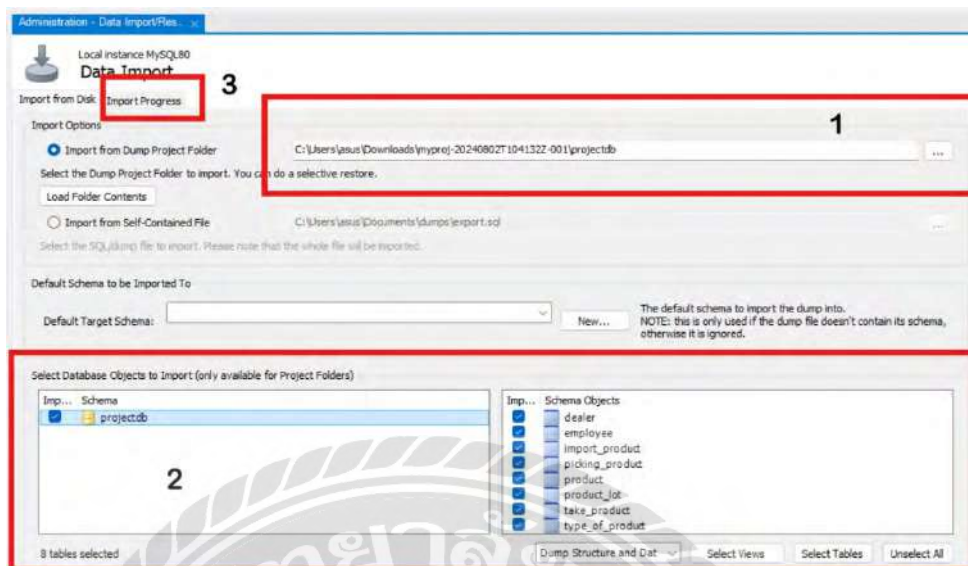 Administration - Data Import/Res... ×
Local instance MySQL80
Data Import
3
Import from Disk
Import Progress
Import Options
1
Import from Dump Project Folder
C:\Users\asus\Downloads\myproj-20240802T104132Z-001\projectdb
...
Select the Dump Project Folder to import. You can do a selective restore.
Load Folder Contents
Import from Self-Contained File
C:\Users\asus\Documents\dumps\export.sql
...
Select the SQL/dump file to import. Please note that the whole file will be imported.
Default Schema to be Imported To
Default Target Schema:
New...
The default schema to import the dump into.
NOTE: this is only used if the dump file doesn't contain its schema,
otherwise it is ignored.
Select Database Objects to Import (only available for Project Folders)
Imp... Schema
projectdb
2
Imp... Schema Objects
dealer
employee
import_product
picking_product
product
product_lot
take_product
type_of_product
8 tables selected
Dump Structure and Dat
Select Views
Select Tables
Unselect All